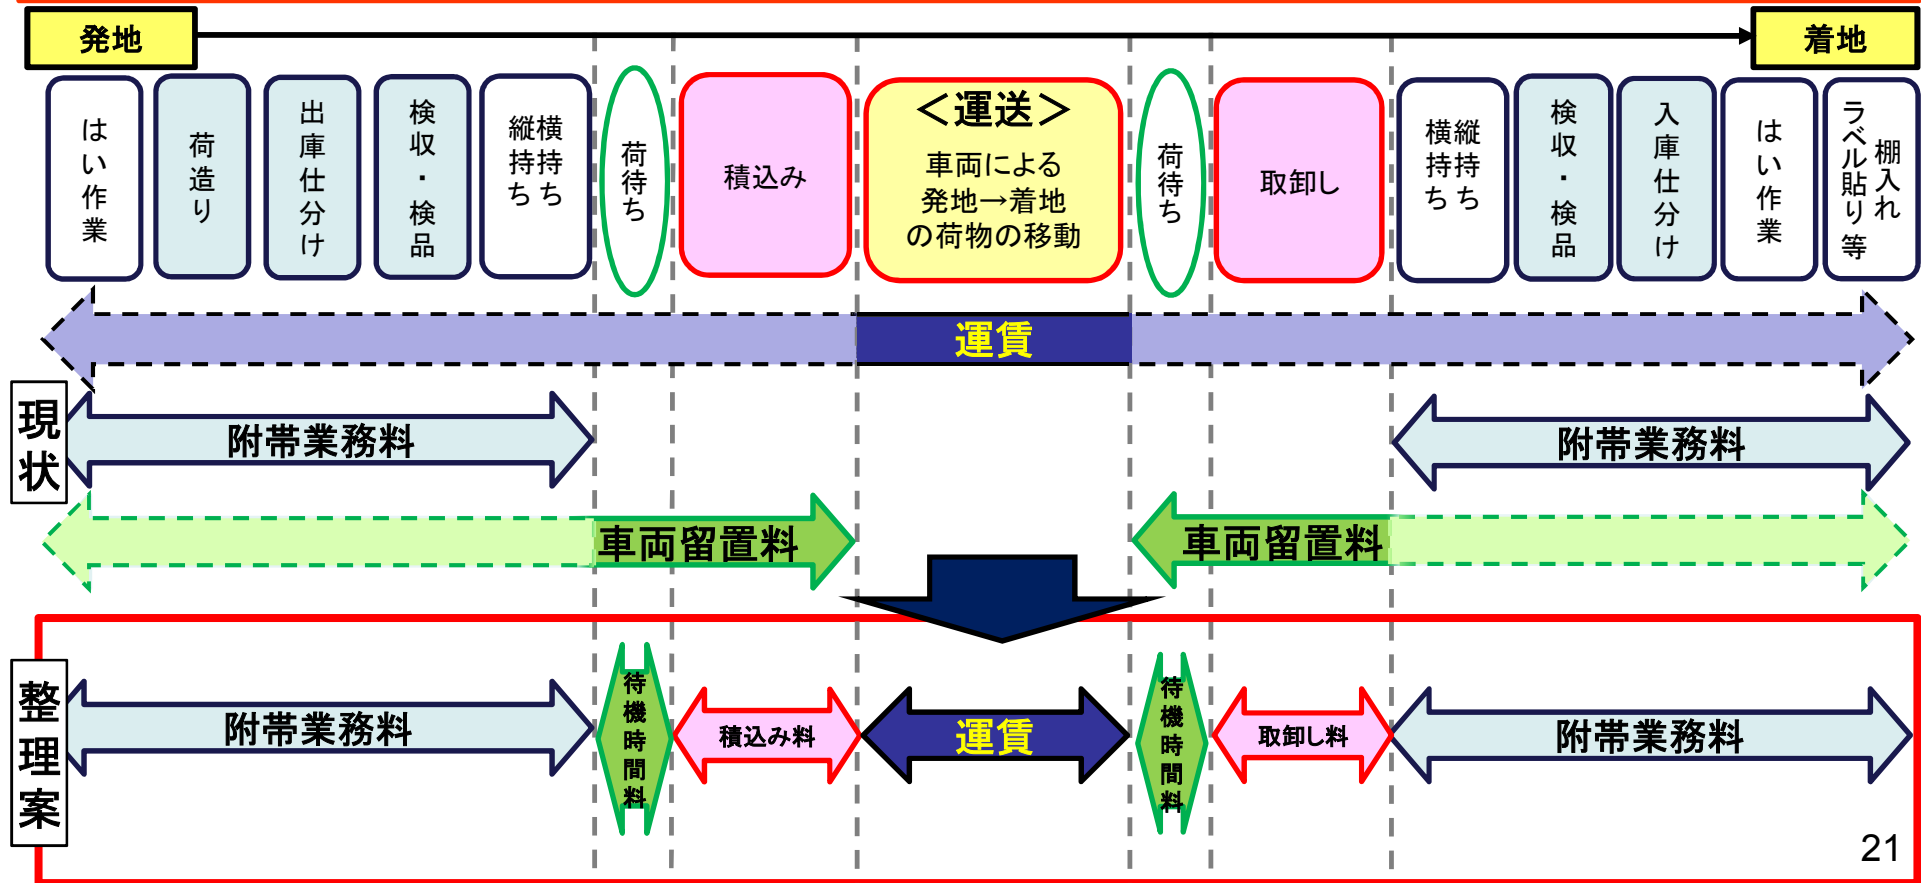 発地
着地
はい作業
荷造り
出庫仕分け
検収・検品
横持ち
縦持ち
荷待ち
積込み
＜運送＞
車両による
発地→着地
の荷物の移動
荷待ち
取卸し
縦持ち
横持ち
検収・検品
入庫仕分け
はい作業
棚入れ
ラベル貼り等
運賃
現状
附帯業務料
附帯業務料
車両留置料
車両留置料
整理案
附帯業務料
待機時間料
積込み料
運賃
待機時間料
取卸し料
附帯業務料
21